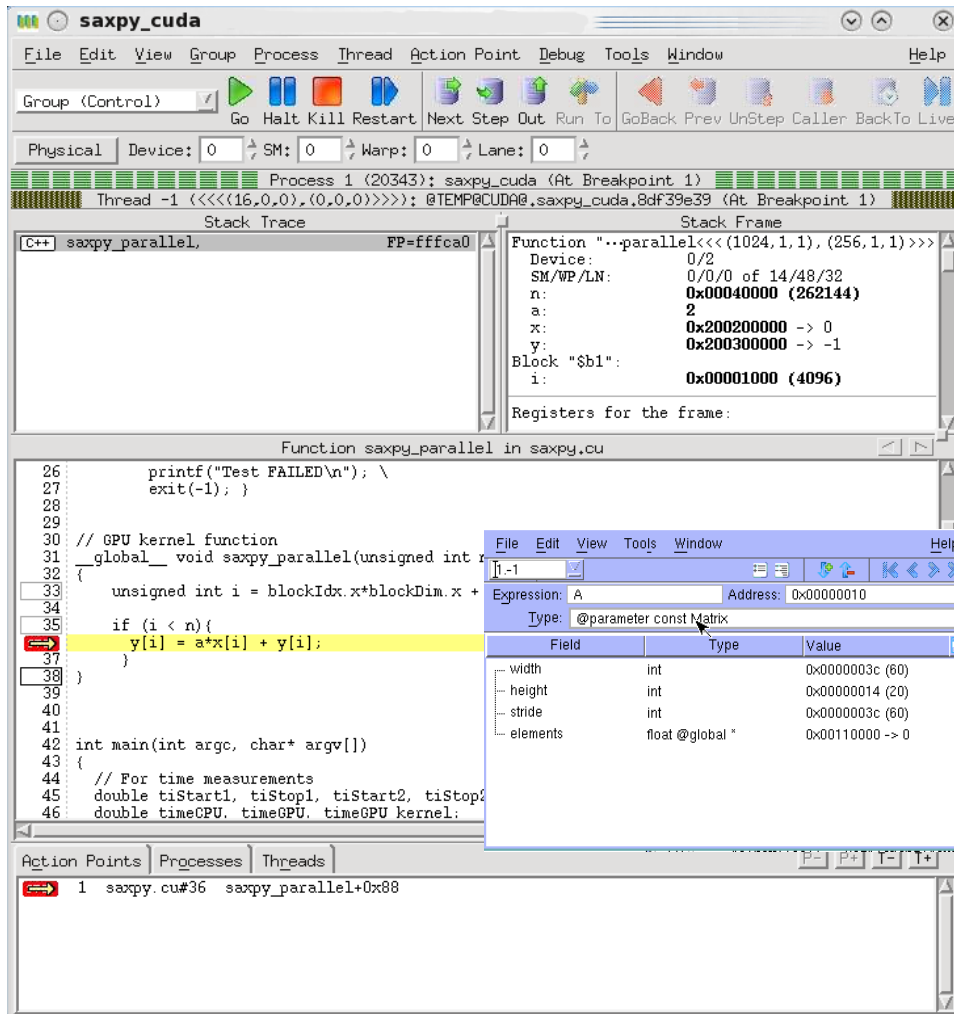 saxpy_cuda
File Edit View Group Process Thread Action Point Debug Tools Window Help
Group (Control)
Go Halt Kill Restart Next Step Out Run To GoBack Prev UnStep Caller BackTo Live
Physical Device: 0 SM: 0 Warp: 0 Lane: 0
Process 1 (20343): saxpy_cuda (At Breakpoint 1)
Thread -1 (<<<<(16,0,0),(0,0,0)>>>>): @TEMP@CUDA@.saxpy_cuda.8df39e39 (At Breakpoint 1)
Stack Trace
C++ saxpy_parallel, FP=fffca0
Stack Frame
Function "...parallel<<<(1024,1,1),(256,1,1)>>>
Device: 0/2
SM/WP/LN: 0/0/0 of 14/48/32
n: 0x00040000 (262144)
a: 2
x: 0x200200000 -> 0
y: 0x200300000 -> -1
Block "$b1":
i: 0x00001000 (4096)
Registers for the frame:
Function saxpy_parallel in saxpy.cu
26 printf("Test FAILED\n"); \
27 exit(-1); }
28
29
30 // GPU kernel function
31 __global__ void saxpy_parallel(unsigned int
32 {
33 unsigned int i = blockIdx.x*blockDim.x +
34
35 if (i < n){
y[i] = a*x[i] + y[i];
37 }
38 }
39
40
41
42 int main(int argc, char* argv[])
43 {
44 // For time measurements
45 double tiStart1, tiStop1, tiStart2, tiStop2
46 double timeCPU, timeGPU, timeGPU_kernel;
File Edit View Tools Window Help
1.-1
Expression: A Address: 0x00000010
Type: @parameter const Matrix
Field Type Value
width int 0x0000003c (60)
height int 0x00000014 (20)
stride int 0x0000003c (60)
elements float @global * 0x00110000 -> 0
Action Points Processes Threads P- P+ T- T+
1 saxpy.cu#36 saxpy_parallel+0x88